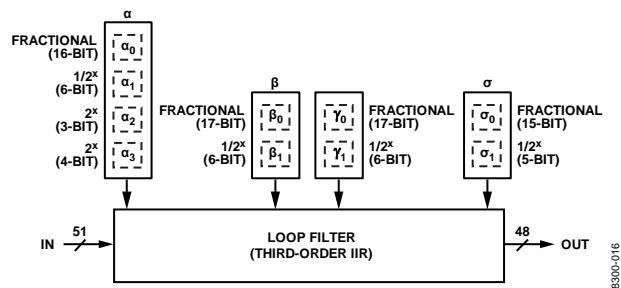 α
FRACTIONAL
(16-BIT)
α0
1/2x
(6-BIT)
α1
2x
(3-BIT)
α2
2x
(4-BIT)
α3
β
FRACTIONAL
(17-BIT)
β0
1/2x
(6-BIT)
β1
γ0
FRACTIONAL
(17-BIT)
γ1
1/2x
(6-BIT)
σ
σ0
FRACTIONAL
(15-BIT)
σ1
1/2x
(5-BIT)
IN
51
LOOP FILTER
(THIRD-ORDER IIR)
48
OUT
8300-016